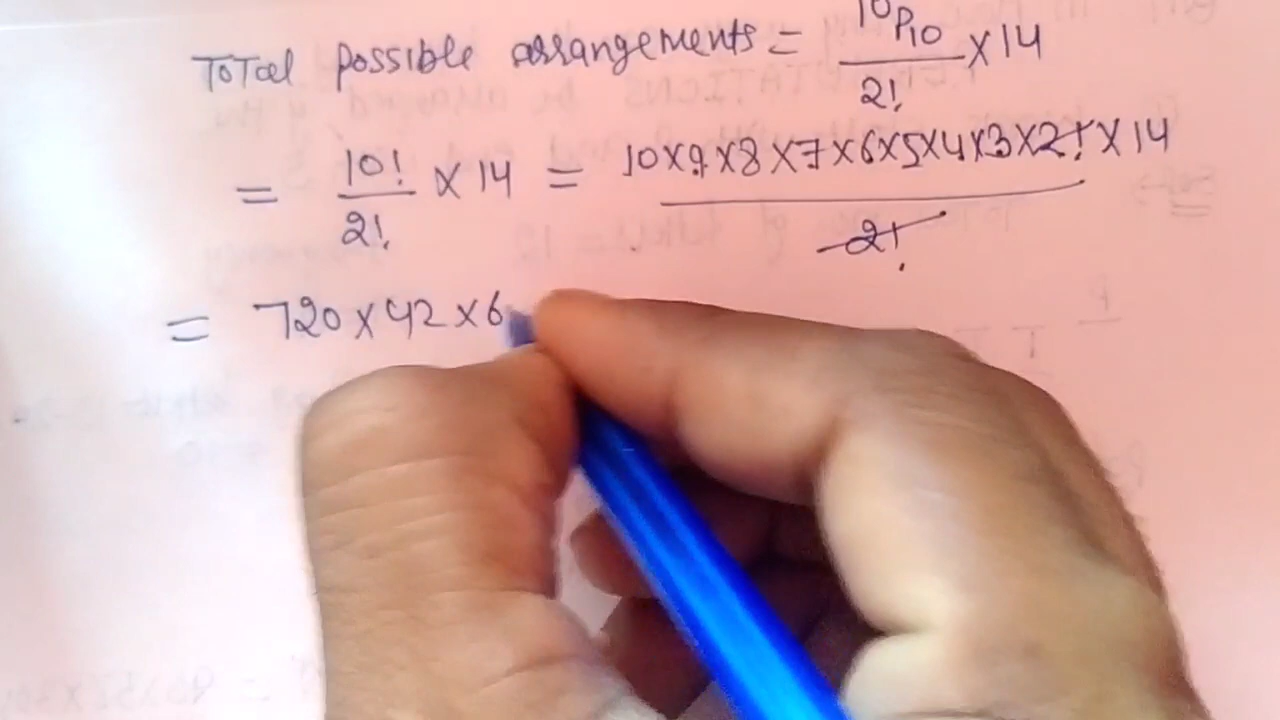 Total possible arrangements = ¹⁰P₁₀/2! × 14
= 10!/2! × 14 = 10×9×8×7×6×5×4×3×2!×14/2!
= 720×42×6